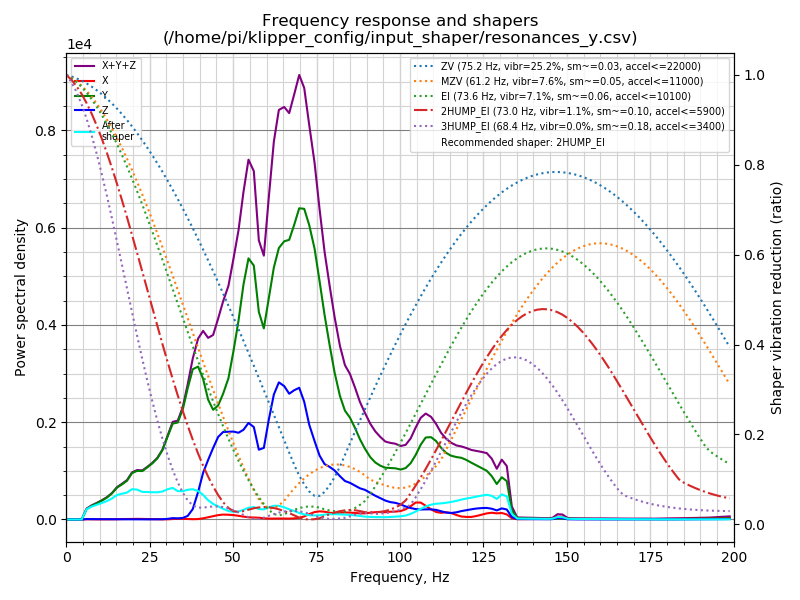 Frequency response and shapers
(/home/pi/klipper_config/input_shaper/resonances_y.csv)
1e4
X+Y+Z
X
Y
Z
After
shaper
ZV (75.2 Hz, vibr=25.2%, sm~=0.03, accel<=22000)
MZV (61.2 Hz, vibr=7.6%, sm~=0.05, accel<=11000)
EI (73.6 Hz, vibr=7.1%, sm~=0.06, accel<=10100)
2HUMP_EI (73.0 Hz, vibr=1.1%, sm~=0.10, accel<=5900)
3HUMP_EI (68.4 Hz, vibr=0.0%, sm~=0.18, accel<=3400)
Recommended shaper: 2HUMP_EI
Power spectral density
0.8
0.6
0.4
0.2
0.0
1.0
0.8
0.6
0.4
0.2
0.0
Shaper vibration reduction (ratio)
0 25 50 75 100 125 150 175 200
Frequency, Hz